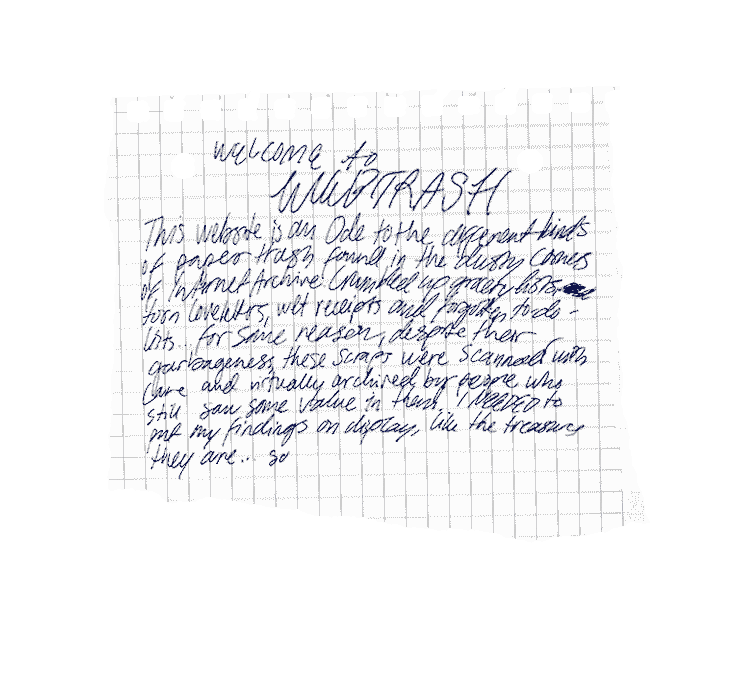 welcome to
WEBTRASH
This website is an Ode to the different kinds
of paper trash found in the dusty corners
of Internet Archive. Crumbled up grocery lists
torn loveletters, wet receipts and forgotten to-do-
lists... for some reason, despite their
garbageness, these scraps were scanned with
care and virtually archived by people who
still saw some value in them. I NEEDED to
put my findings on display, like the treasures
they are... so